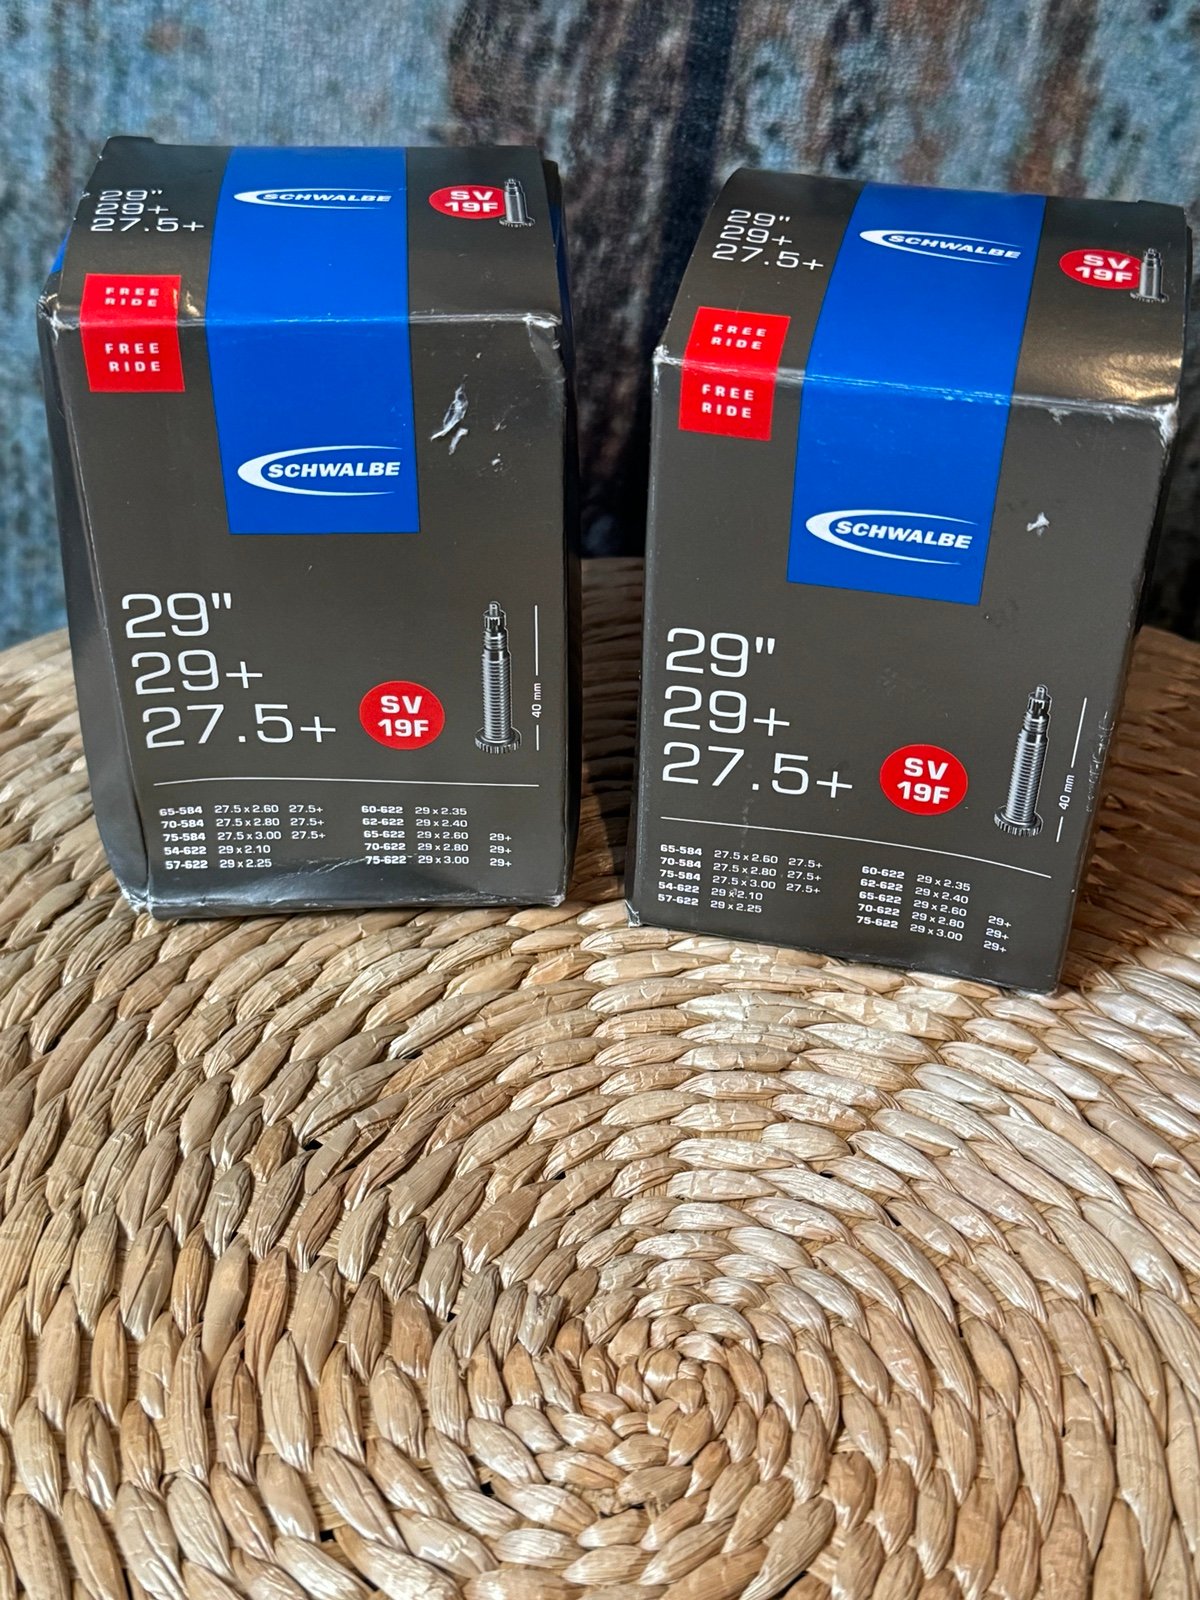 29"
29+
27.5+
SCHWALBE
SV
19F
FREE
RIDE
FREE
RIDE
SCHWALBE
29"
29+
27.5+
SV
19F
40 mm
65-584 27.5 x 2.60 27.5+
70-584 27.5 x 2.80 27.5+
75-584 27.5 x 3.00 27.5+
54-622 29 x 2.10
57-622 29 x 2.25
60-622 29 x 2.35
62-622 29 x 2.40
65-622 29 x 2.60 29+
70-622 29 x 2.80 29+
75-622 29 x 3.00 29+
29"
29+
27.5+
SCHWALBE
SV
19F
FREE
RIDE
FREE
RIDE
SCHWALBE
29"
29+
27.5+
SV
19F
40 mm
65-584 27.5 x 2.60 27.5+
70-584 27.5 x 2.80 27.5+
75-584 27.5 x 3.00 27.5+
54-622 29 x 2.10
57-622 29 x 2.25
60-622 29 x 2.35
62-622 29 x 2.40
65-622 29 x 2.60 29+
70-622 29 x 2.80 29+
75-622 29 x 3.00 29+